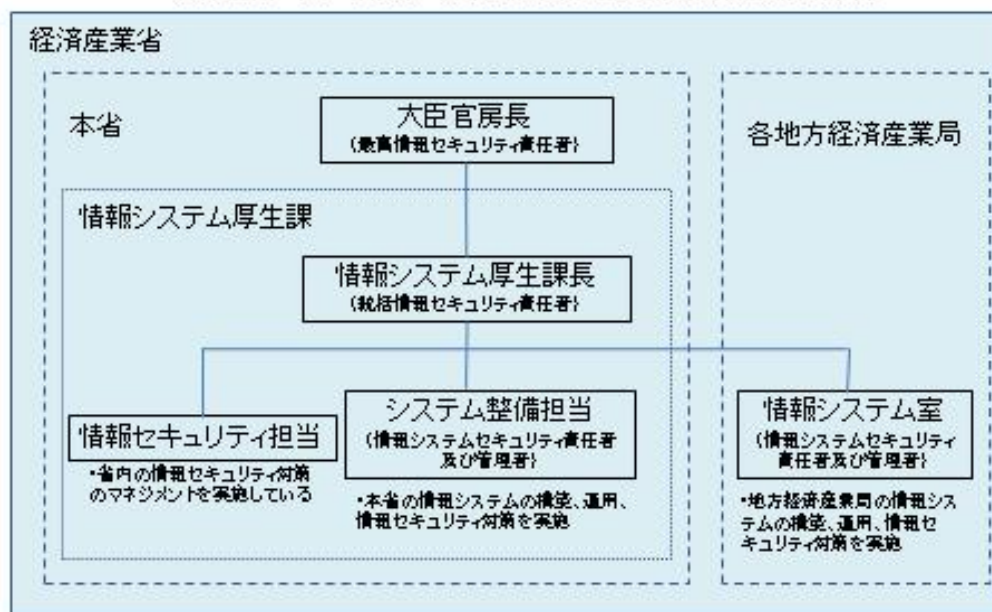 経済産業省
本省
大臣官房長
(最高情報セキュリティ責任者)
各地方経済産業局
情報システム厚生課
情報システム厚生課長
(統括情報セキュリティ責任者)
情報セキュリティ担当
・省内の情報セキュリティ対策
のマネジメントを実施している
システム整備担当
(情報システムセキュリティ責任者
及び管理者)
・本省の情報システムの構築、運用、
情報セキュリティ対策を実施
情報システム室
(情報システムセキュリティ
責任者及び管理者)
・地方経済産業局の情報シス
テムの構築、運用、情報セ
キュリティ対策を実施